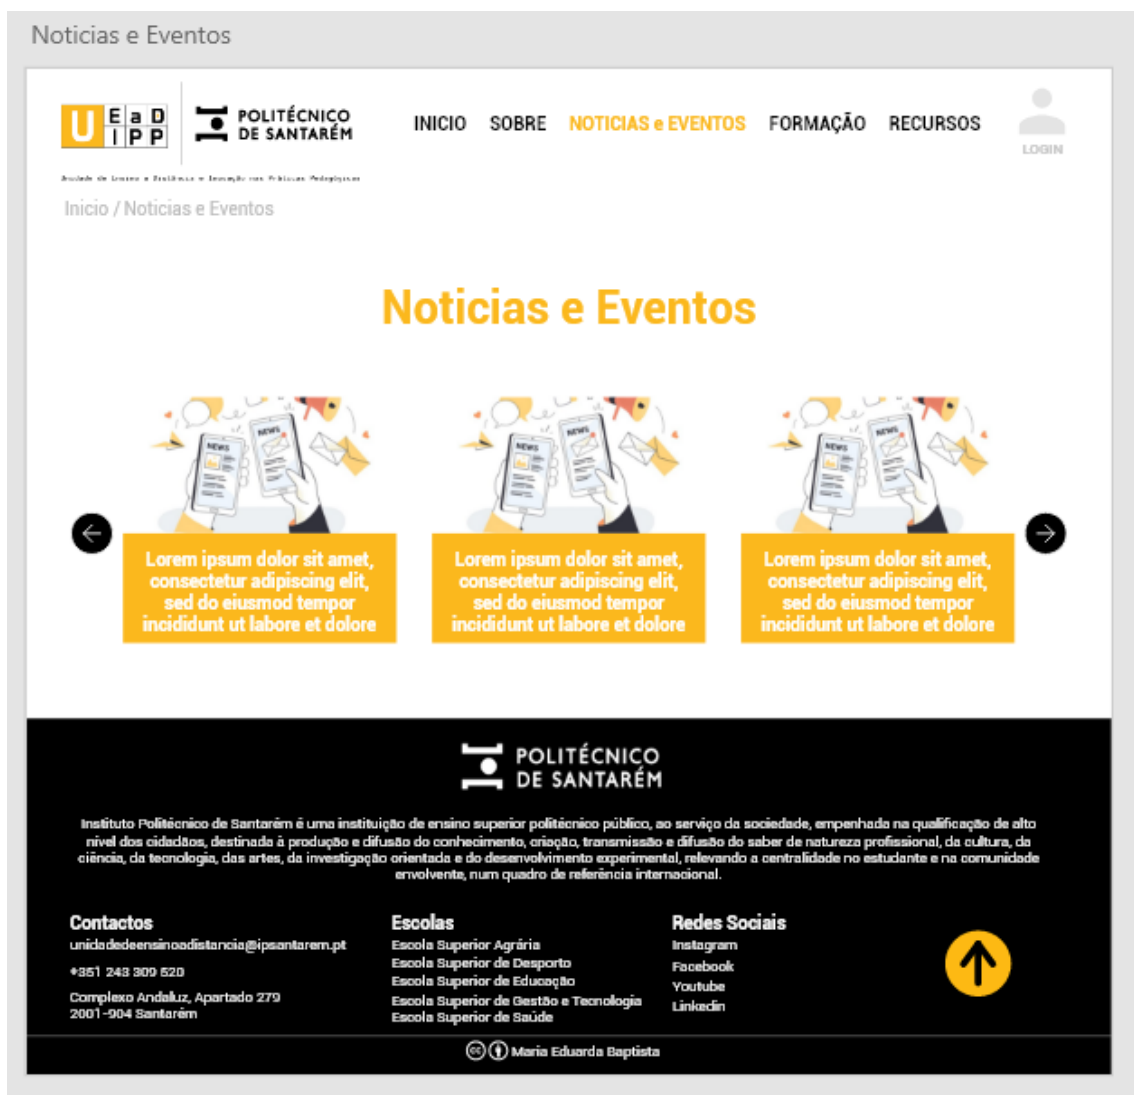 Noticias e Eventos
U E a D
I P P
POLITÉCNICO
DE SANTARÉM
INICIO SOBRE NOTICIAS e EVENTOS FORMAÇÃO RECURSOS
LOGIN
Unidade de Ensino a Distância e Inovação nas Práticas Pedagógicas
Inicio / Noticias e Eventos
Noticias e Eventos
NEWS
NEWS
NEWS
NEWS
NEWS
NEWS
Lorem ipsum dolor sit amet,
consectetur adipiscing elit,
sed do eiusmod tempor
incididunt ut labore et dolore
Lorem ipsum dolor sit amet,
consectetur adipiscing elit,
sed do eiusmod tempor
incididunt ut labore et dolore
Lorem ipsum dolor sit amet,
consectetur adipiscing elit,
sed do eiusmod tempor
incididunt ut labore et dolore
POLITÉCNICO
DE SANTARÉM
Instituto Politécnico de Santarém é uma instituição de ensino superior politécnico público, ao serviço da sociedade, empenhada na qualificação de alto
nível dos cidadãos, destinada à produção e difusão do conhecimento, criação, transmissão e difusão do saber de natureza profissional, da cultura, da
ciência, da tecnologia, das artes, da investigação orientada e do desenvolvimento experimental, relevando a centralidade no estudante e na comunidade
envolvente, num quadro de referência internacional.
Contactos
unidadedeensinoadistancia@ipsantarem.pt
+351 243 309 520
Complexo Andaluz, Apartado 279
2001-904 Santarém
Escolas
Escola Superior Agrária
Escola Superior de Desporto
Escola Superior de Educação
Escola Superior de Gestão e Tecnologia
Escola Superior de Saúde
Redes Sociais
Instagram
Facebook
Youtube
Linkedin
cc Maria Eduarda Baptista